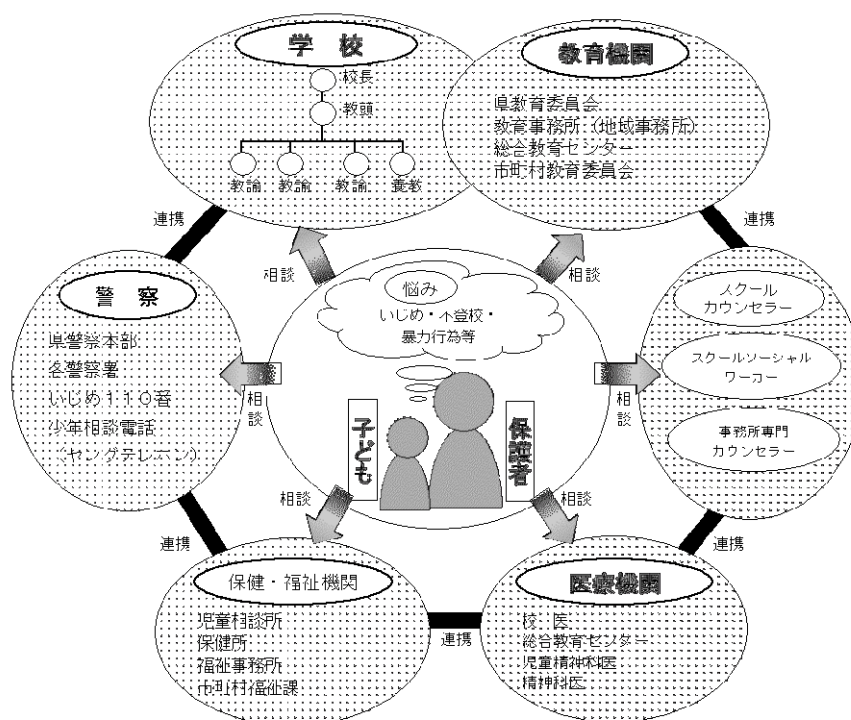 学 校
校長
教頭
教諭 教諭 教諭 養教
教育機関
県教育委員会
教育事務所（地域事務所）
総合教育センター
市町村教育委員会
連携
連携
相談
相談
悩み
いじめ・不登校・
暴力行為等
警 察
県警察本部
各警察署
いじめ１１０番
少年相談電話
（ヤングテレホン）
相談
相談
スクール
カウンセラー
スクールソーシャル
ワーカー
事務所専門
カウンセラー
子ども
保護者
相談
相談
連携
連携
保健・福祉機関
児童相談所
保健所
福祉事務所
市町村福祉課
連携
医療機関
校 医
総合教育センター
児童精神科医
精神科医